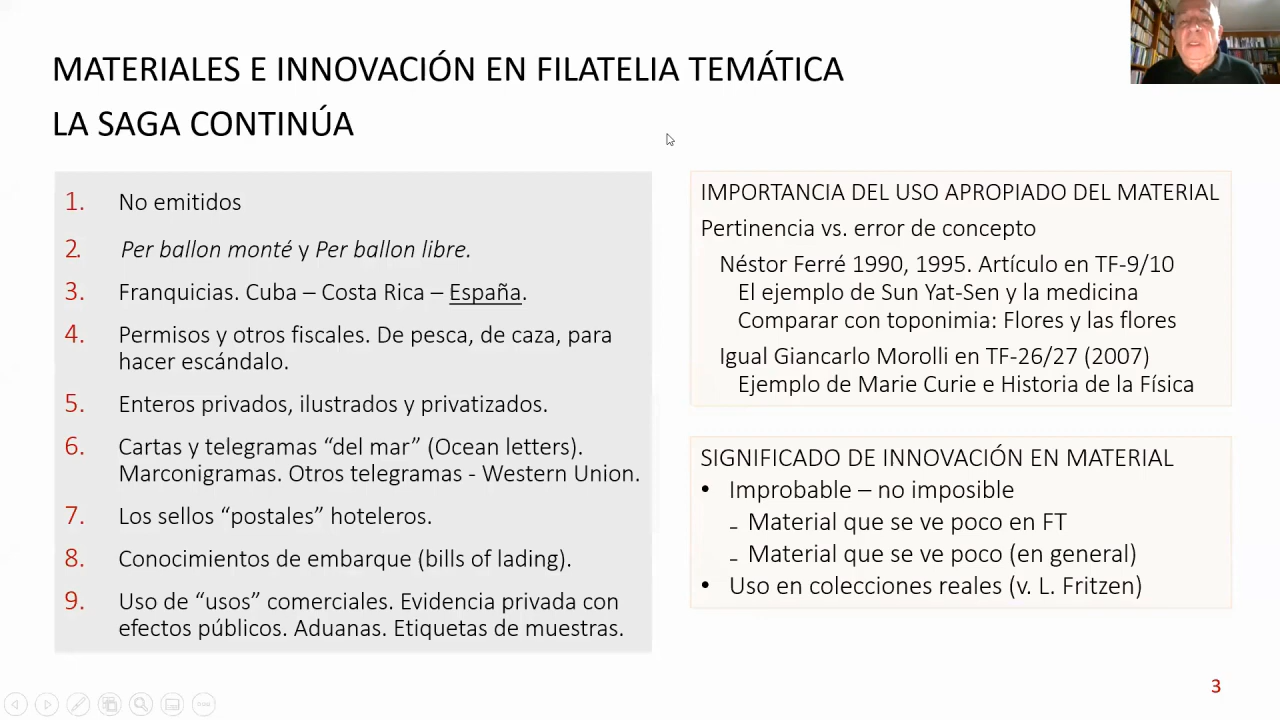 MATERIALES E INNOVACIÓN EN FILATELIA TEMÁTICA
LA SAGA CONTINÚA
1. No emitidos
2. Per ballon monté y Per ballon libre.
3. Franquicias. Cuba – Costa Rica – España.
4. Permisos y otros fiscales. De pesca, de caza, para
hacer escándalo.
5. Enteros privados, ilustrados y privatizados.
6. Cartas y telegramas “del mar” (Ocean letters).
Marconigramas. Otros telegramas - Western Union.
7. Los sellos “postales” hoteleros.
8. Conocimientos de embarque (bills of lading).
9. Uso de “usos” comerciales. Evidencia privada con
efectos públicos. Aduanas. Etiquetas de muestras.
IMPORTANCIA DEL USO APROPIADO DEL MATERIAL
Pertinencia vs. error de concepto
Néstor Ferré 1990, 1995. Artículo en TF-9/10
El ejemplo de Sun Yat-Sen y la medicina
Comparar con toponimia: Flores y las flores
Igual Giancarlo Morolli en TF-26/27 (2007)
Ejemplo de Marie Curie e Historia de la Física
SIGNIFICADO DE INNOVACIÓN EN MATERIAL
• Improbable – no imposible
– Material que se ve poco en FT
– Material que se ve poco (en general)
• Uso en colecciones reales (v. L. Fritzen)
3